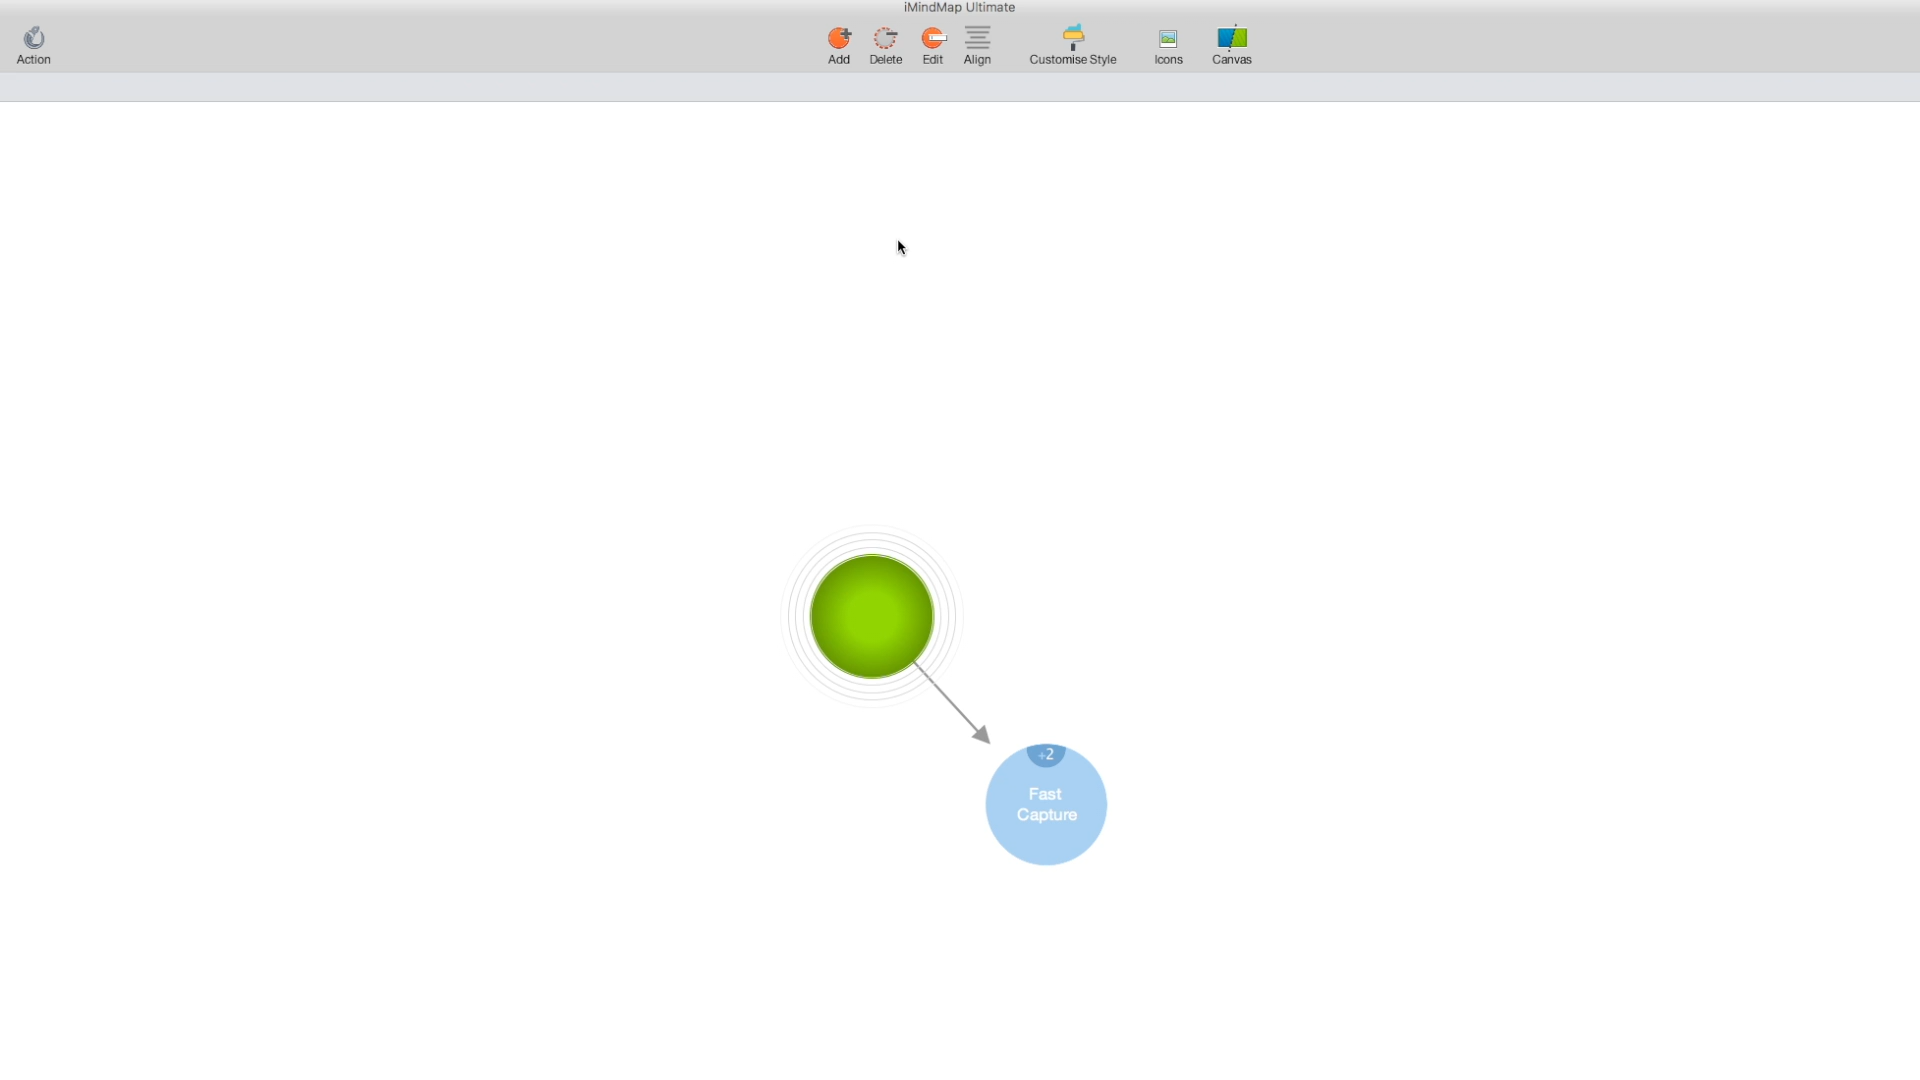 iMindMap Ultimate
Action
Add
Delete
Edit
Align
Customise Style
Icons
Canvas
+2
Fast
Capture